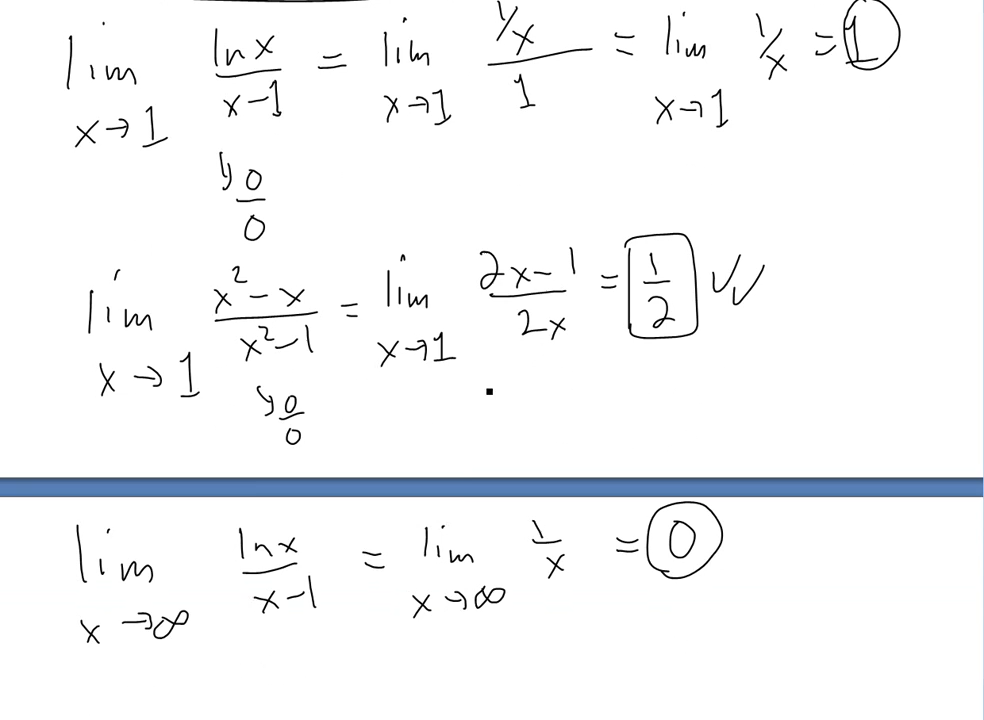 lim x→1 ln x / x-1 = lim x→1 1/x / 1 = lim x→1 1/x = 1
↳ 0/0
lim x→1 x²-x / x²-1 = lim x→1 2x-1 / 2x = 1/2 ✓✓
↳ 0/0
lim x→∞ ln x / x-1 = lim x→∞ 1/x = 0